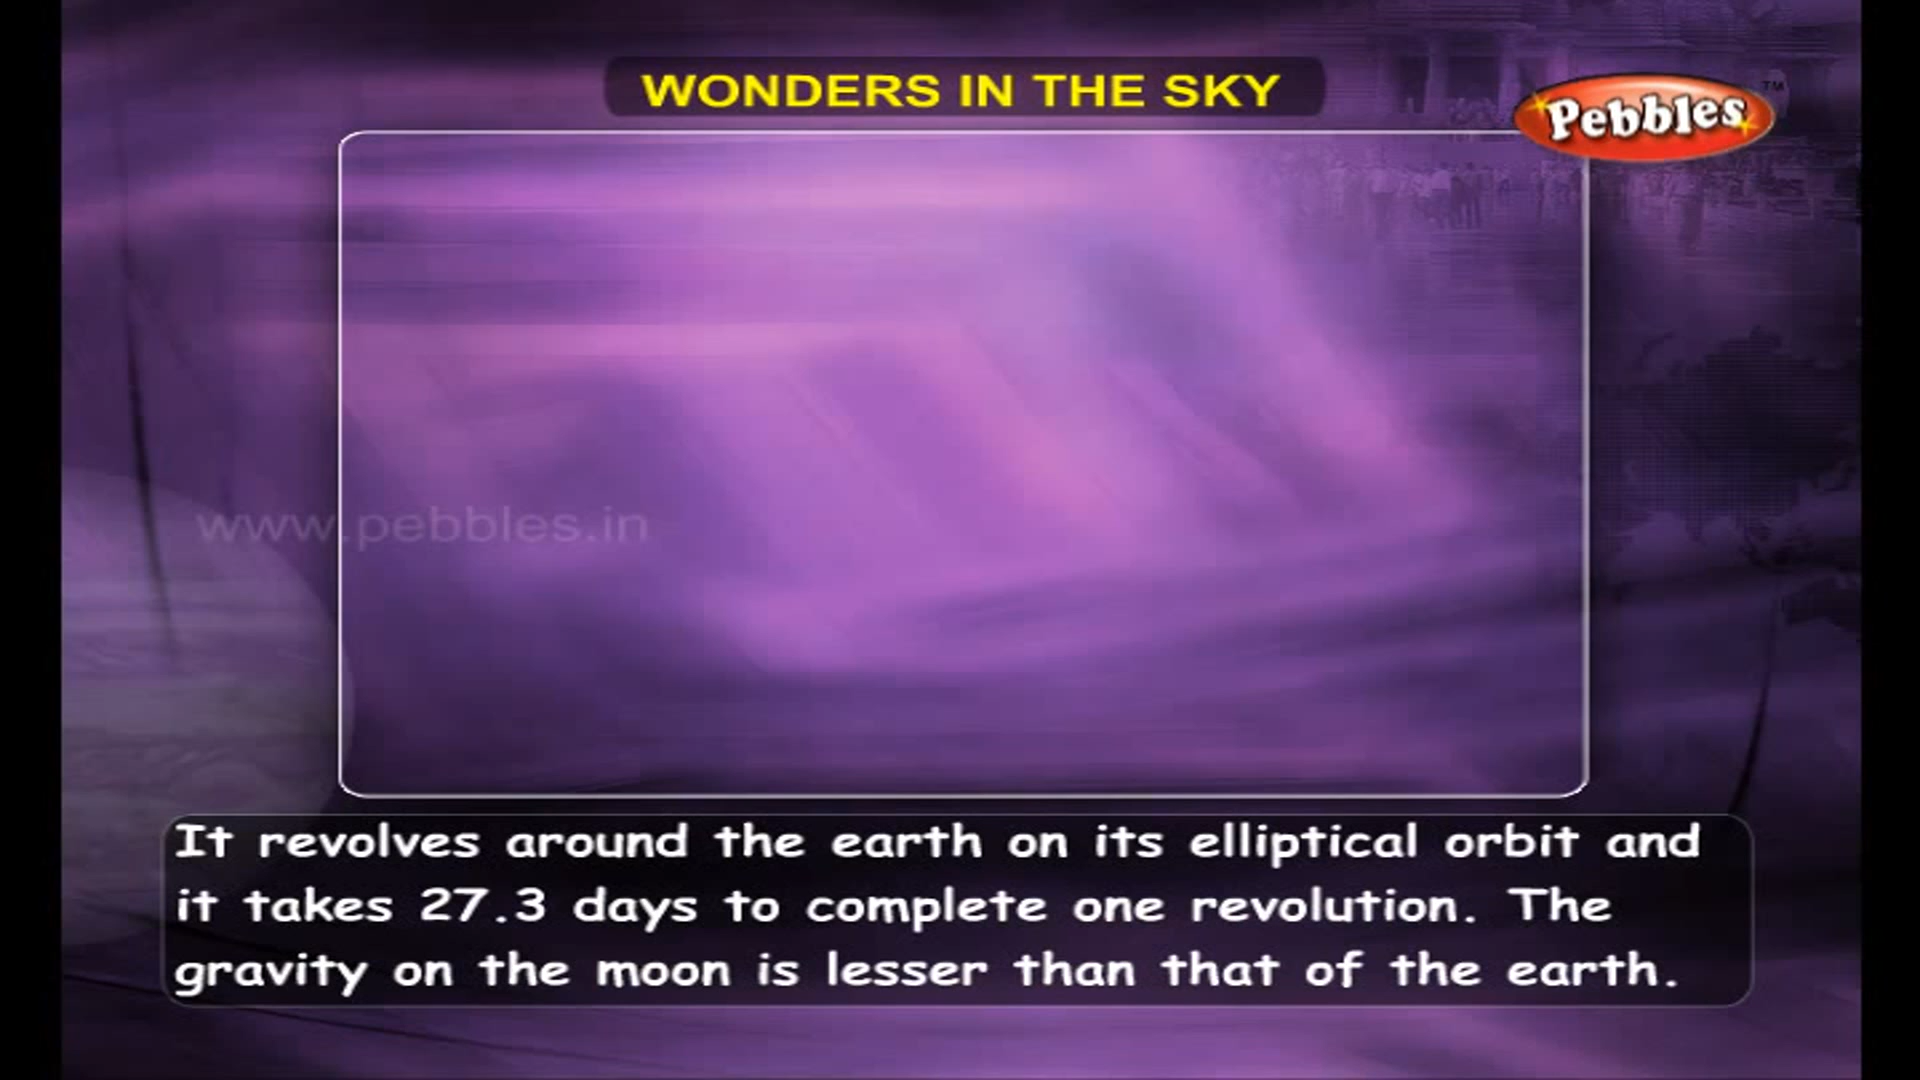 WONDERS IN THE SKY
Pebbles™
www.pebbles.in
It revolves around the earth on its elliptical orbit and
it takes 27.3 days to complete one revolution. The
gravity on the moon is lesser than that of the earth.